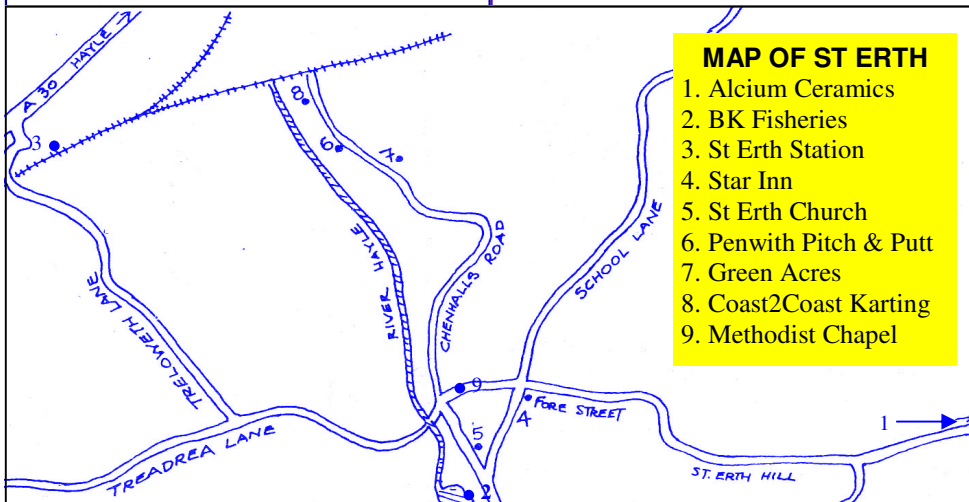 MAP OF ST ERTH
1. Alcium Ceramics
2. BK Fisheries
3. St Erth Station
4. Star Inn
5. St Erth Church
6. Penwith Pitch & Putt
7. Green Acres
8. Coast2Coast Karting
9. Methodist Chapel
A 30 HAYLE
3
8
6
7
TRELOWETH LANE
RIVER HAYLE
CHENHALLS ROAD
SCHOOL LANE
9
FORE STREET
4
1
5
TREADREA LANE
ST. ERTH HILL
2